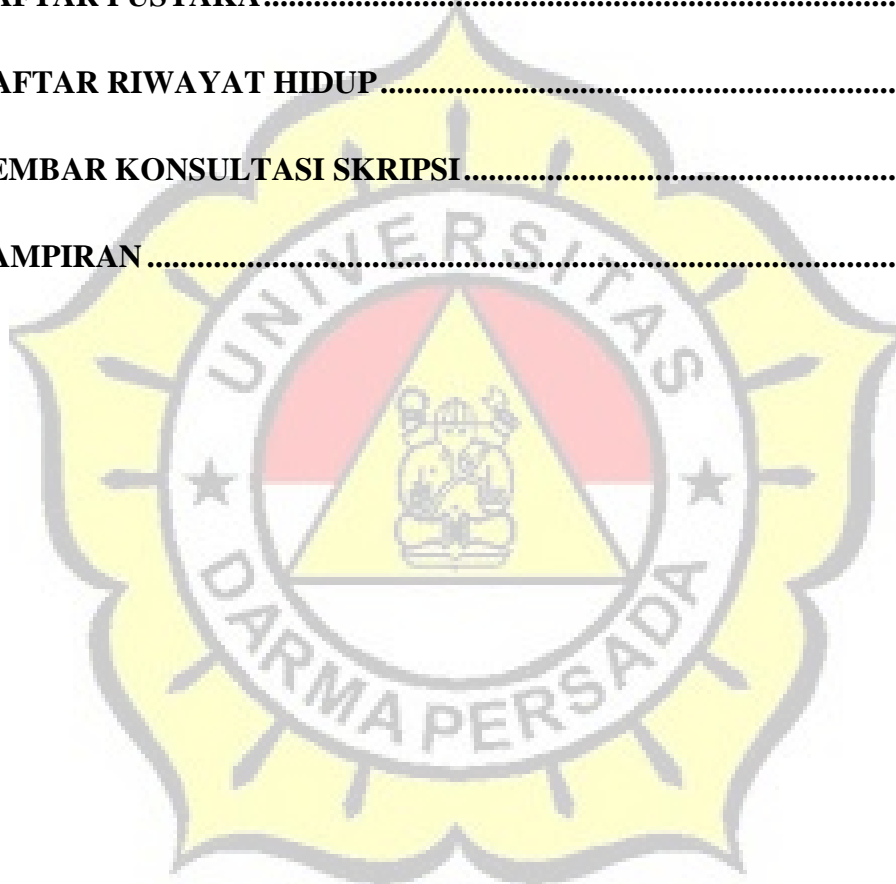 AFTAR PUSTAKA................................................................................
AFTAR RIWAYAT HIDUP................................................................
EMBAR KONSULTASI SKRIPSI.....................................................
AMPIRAN...........................................................................................
UNIVERSITAS
DARMA PERSADA